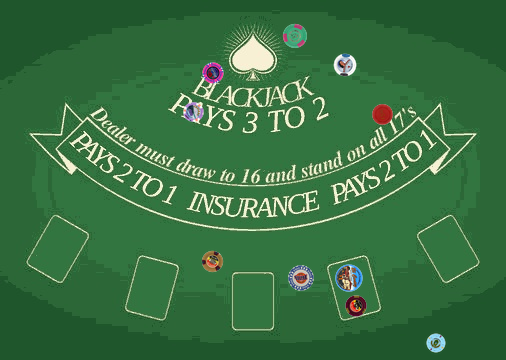 BLACKJACK
PAYS 3 TO 2
Dealer must draw to 16 and stand on all 17's
PAYS 2 TO 1 INSURANCE PAYS 2 TO 1